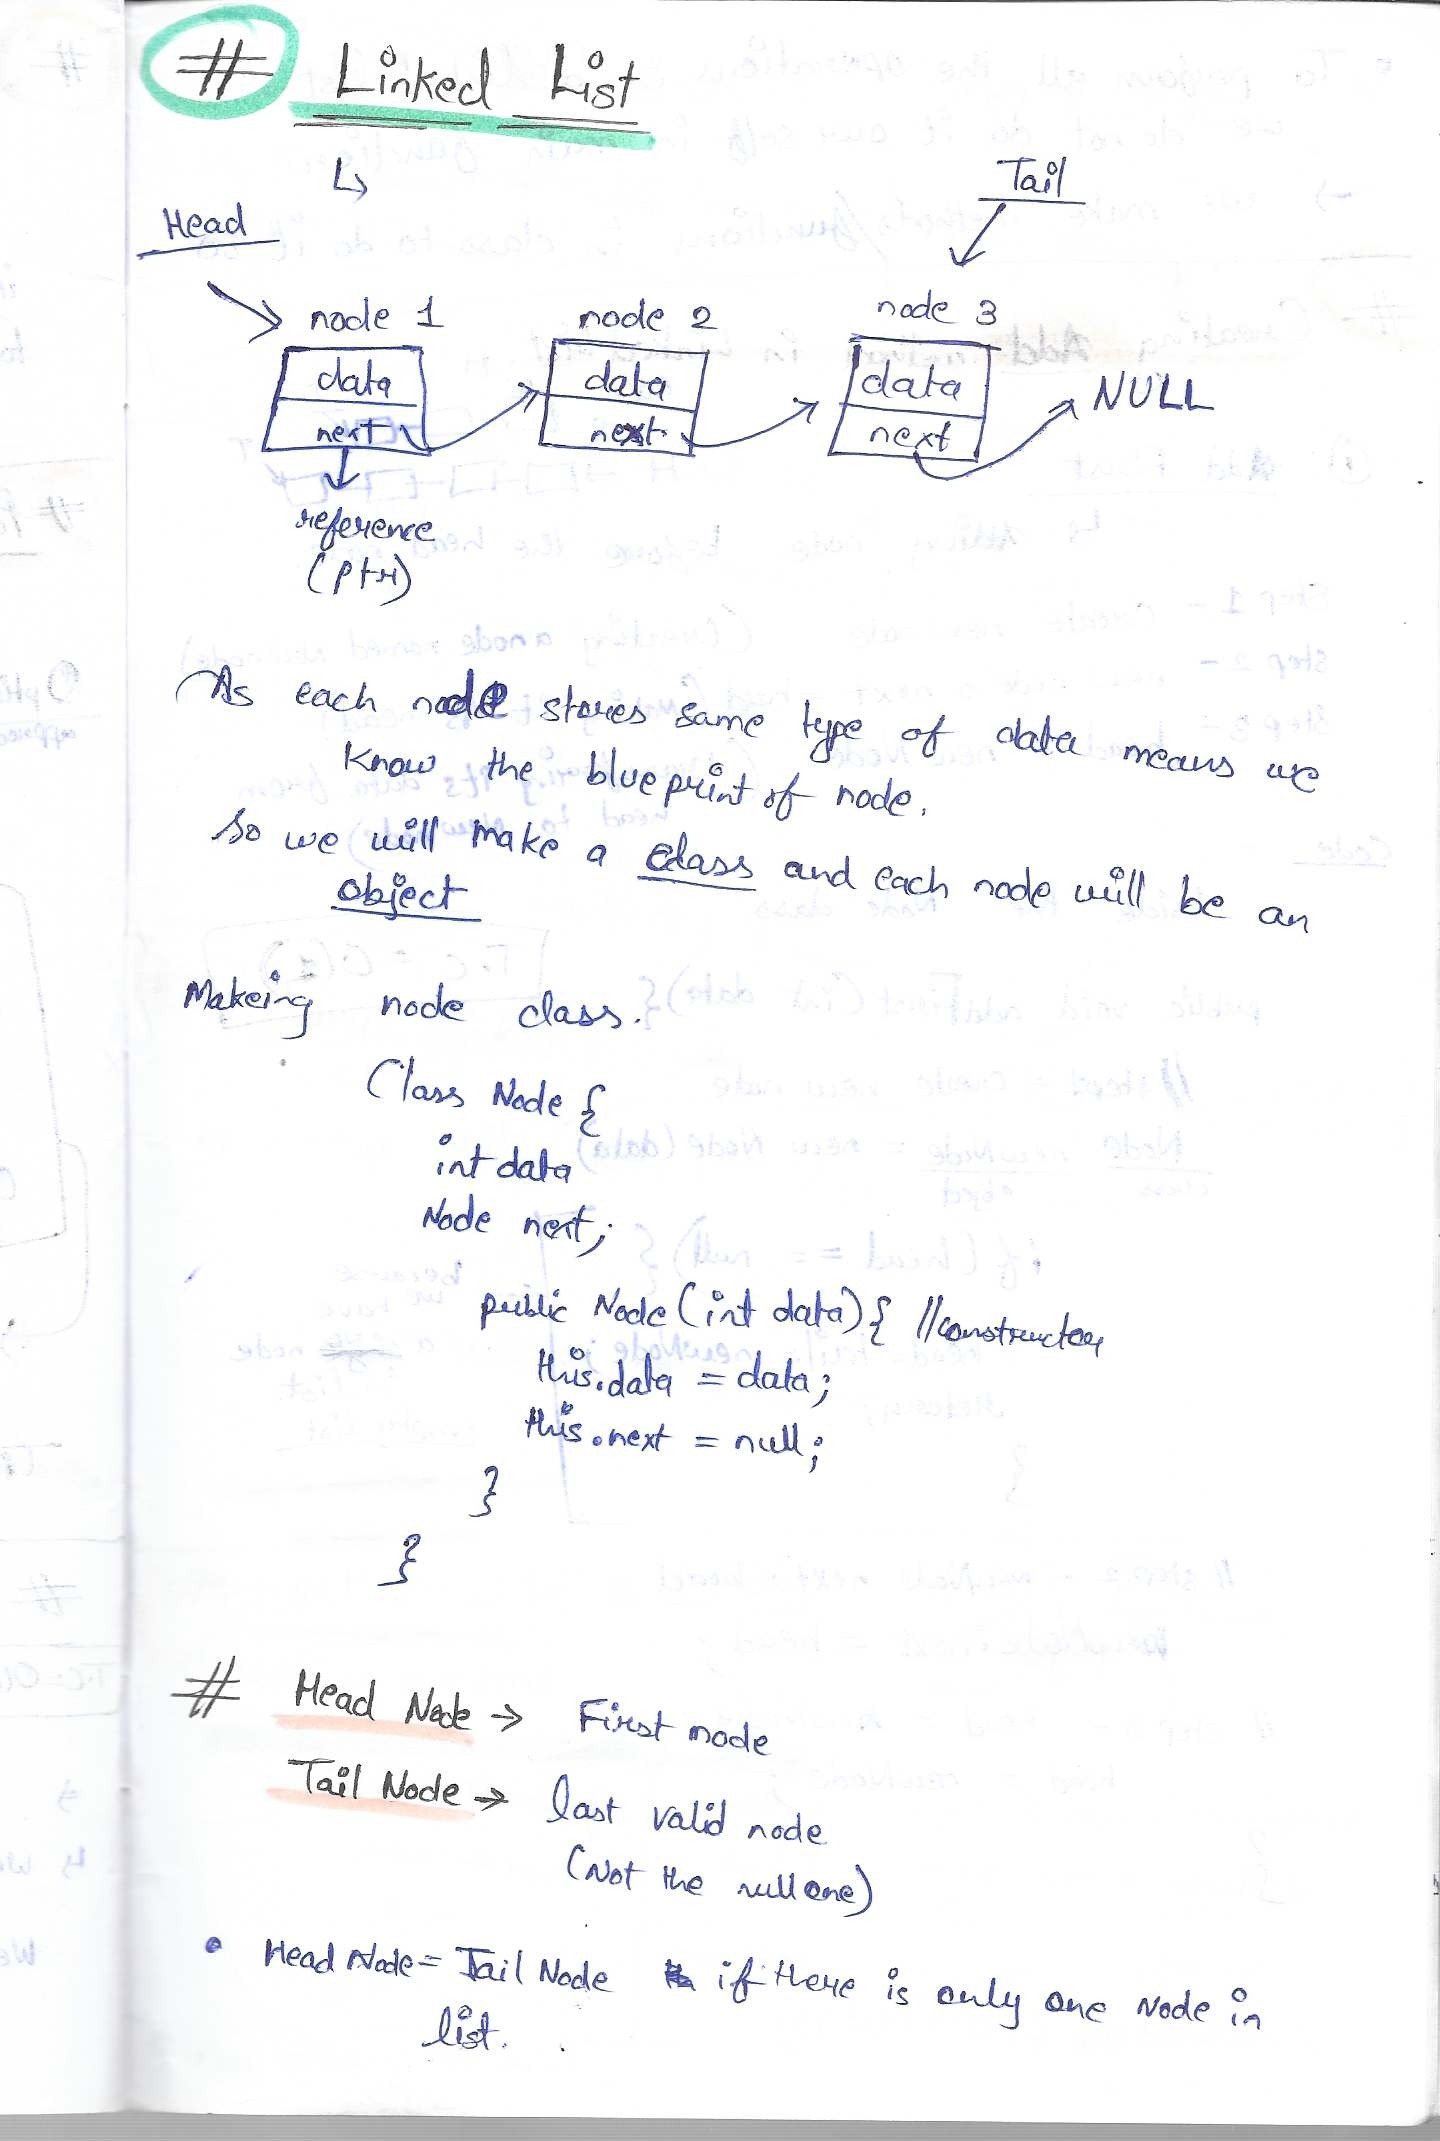 # Linked List
Head
Tail
node 1 node 2 node 3
data data data NULL
next next next
reference
(ptr)
As each node stores same type of data means we
Know the blueprint of node.
So we will make a class and each node will be an
object
Makeing node class.
Class Node {
int data
Node next;
public Node (int data) { //constructor
this.data = data;
this.next = null;
}
}
# Head Node → First node
Tail Node → last valid node
(Not the null one)
• Head Node = Tail Node if there is only one Node in
list.